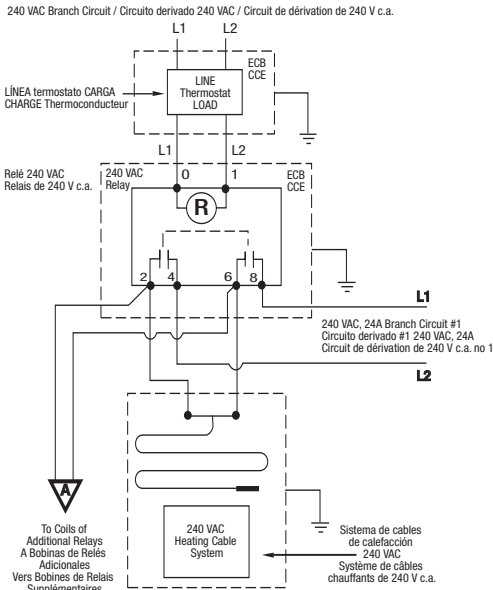 240 VAC Branch Circuit / Circuito derivado 240 VAC / Circuit de dérivation de 240 V c.a.
L1 L2
ECB
CCE
LINE
Thermostat
LOAD
LÍNEA termostato CARGA
CHARGE Thermoconducteur
L1 L2
Relé 240 VAC
Relais de 240 V c.a.
240 VAC
Relay
0 1
ECB
CCE
R
2 4 6 8
L1
240 VAC, 24A Branch Circuit #1
Circuito derivado #1 240 VAC, 24A
Circuit de dérivation de 240 V c.a. no 1
L2
A
To Coils of
Additional Relays
A Bobinas de Relés
Adicionales
Vers Bobines de Relais
Supplémentaires
240 VAC
Heating Cable
System
Sistema de cables
de calefacción
240 VAC
Système de câbles
chauffants de 240 V c.a.